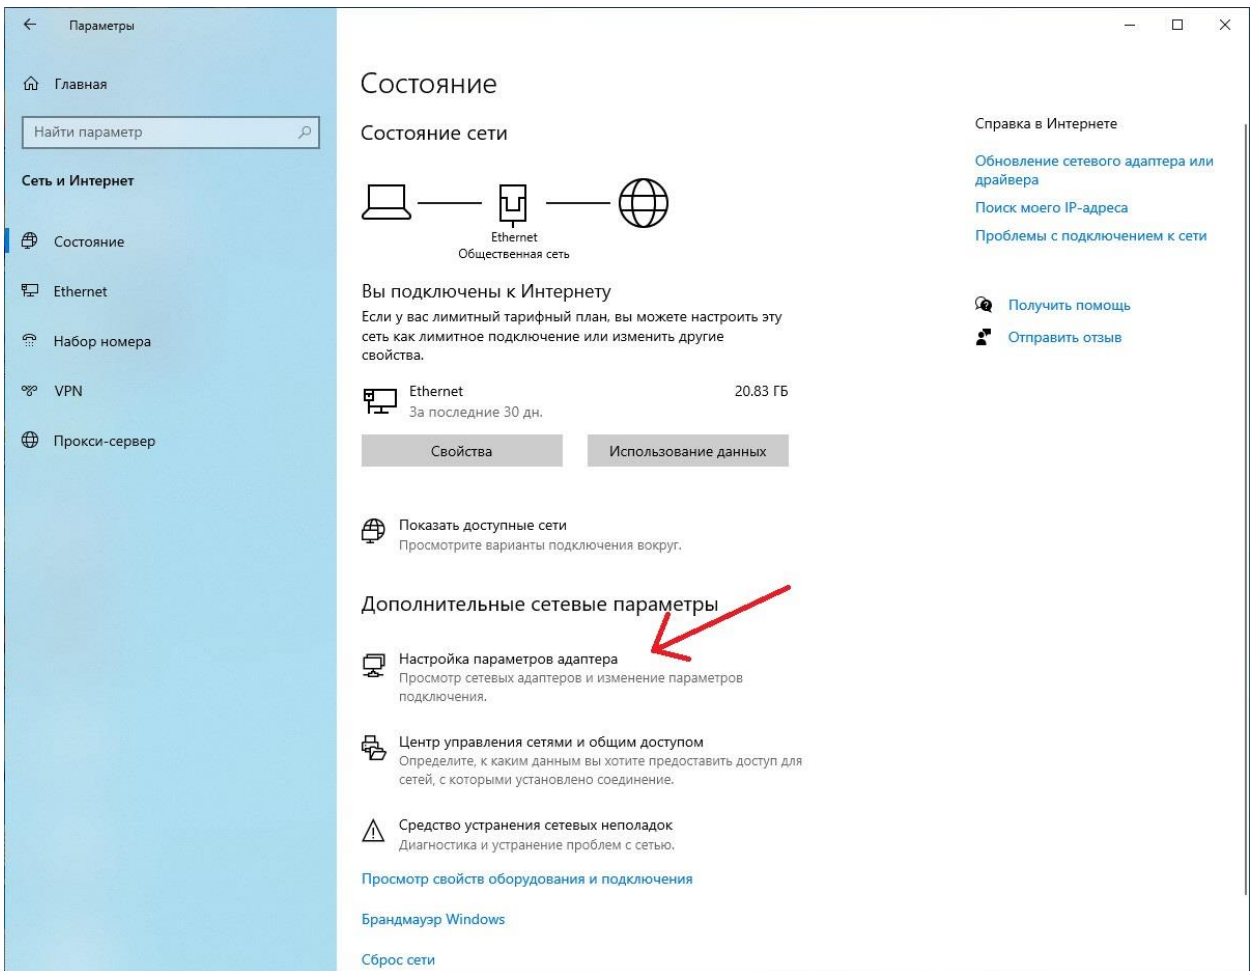 Параметры
Главная
Найти параметр
Сеть и Интернет
Состояние
Ethernet
Набор номера
VPN
Прокси-сервер
Состояние
Состояние сети
Ethernet
Общественная сеть
Вы подключены к Интернету
Если у вас лимитный тарифный план, вы можете настроить эту
сеть как лимитное подключение или изменить другие
свойства.
Ethernet 20.83 ГБ
За последние 30 дн.
Свойства Использование данных
Показать доступные сети
Просмотрите варианты подключения вокруг.
Дополнительные сетевые параметры
Настройка параметров адаптера
Просмотр сетевых адаптеров и изменение параметров
подключения.
Центр управления сетями и общим доступом
Определите, к каким данным вы хотите предоставить доступ для
сетей, с которыми установлено соединение.
Средство устранения сетевых неполадок
Диагностика и устранение проблем с сетью.
Просмотр свойств оборудования и подключения
Брандмауэр Windows
Сброс сети
Справка в Интернете
Обновление сетевого адаптера или
драйвера
Поиск моего IP-адреса
Проблемы с подключением к сети
Получить помощь
Отправить отзыв